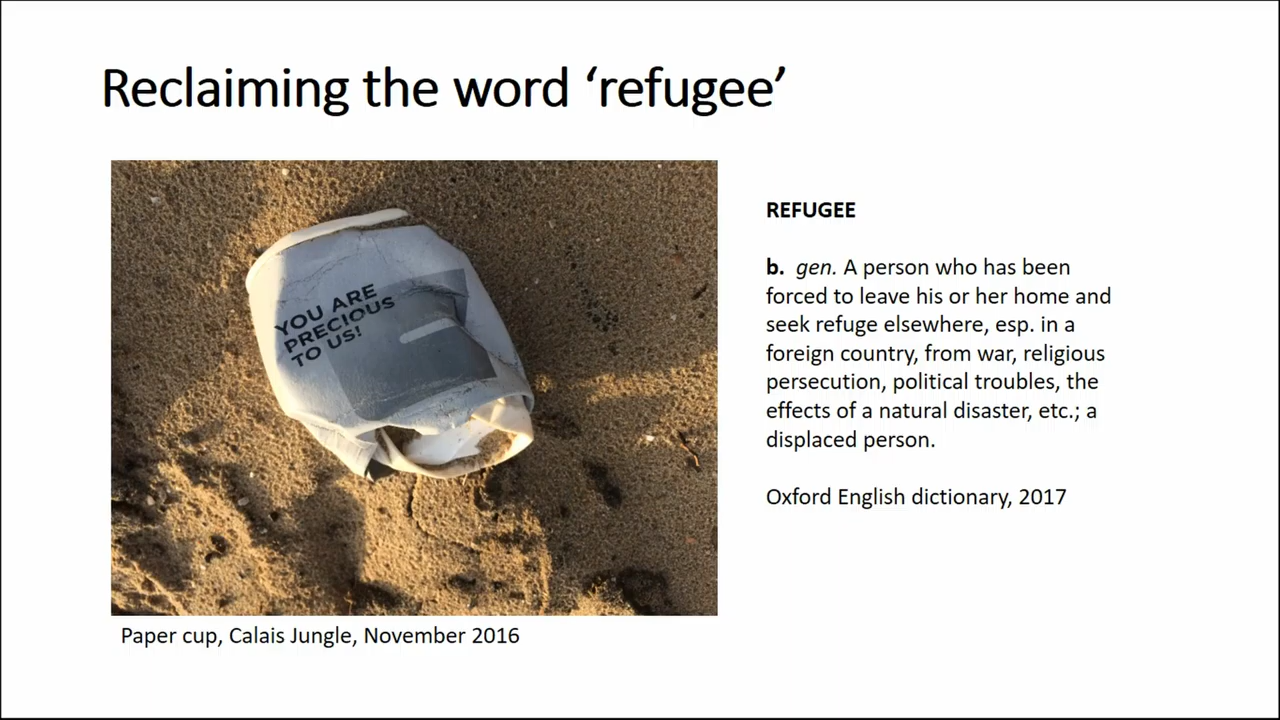 Reclaiming the word ‘refugee’
YOU ARE
PRECIOUS
TO US!
Paper cup, Calais Jungle, November 2016
REFUGEE
b. gen. A person who has been
forced to leave his or her home and
seek refuge elsewhere, esp. in a
foreign country, from war, religious
persecution, political troubles, the
effects of a natural disaster, etc.; a
displaced person.
Oxford English dictionary, 2017